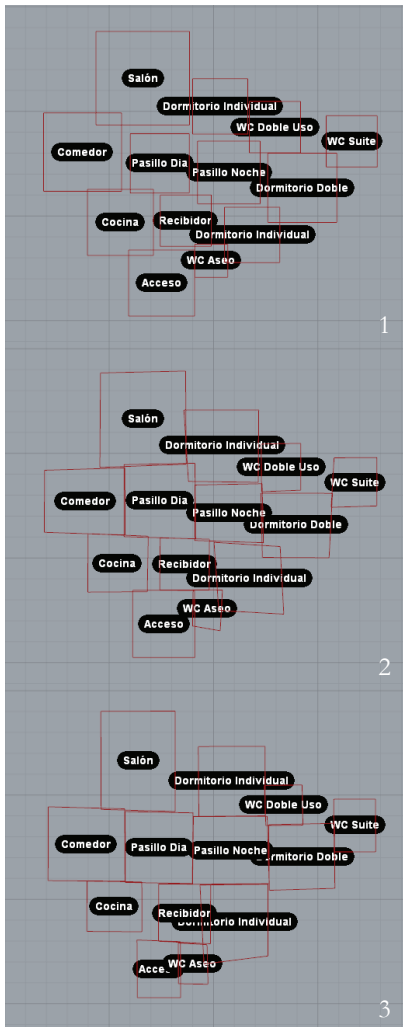 Salón
Dormitorio Individual
WC Doble Uso
WC Suite
Comedor
Pasillo Dia
Pasillo Noche
Dormitorio Doble
Cocina
Recibidor
Dormitorio Individual
WC Aseo
Acceso
1
Salón
Dormitorio Individual
WC Doble Uso
WC Suite
Comedor
Pasillo Dia
Pasillo Noche
Dormitorio Doble
Cocina
Recibidor
Dormitorio Individual
WC Aseo
Acceso
2
Salón
Dormitorio Individual
WC Doble Uso
WC Suite
Comedor
Pasillo Dia
Pasillo Noche
Dormitorio Doble
Cocina
Recibidor
Dormitorio Individual
WC Aseo
Acceso
3